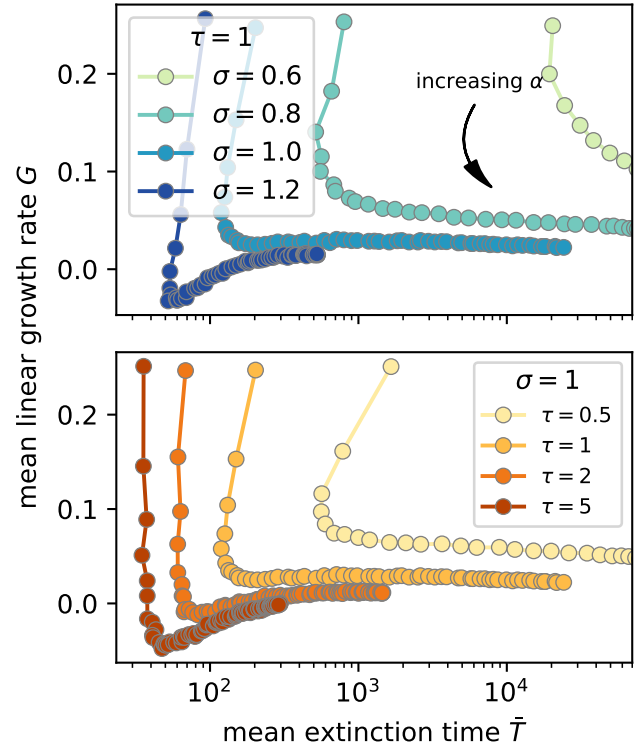 τ = 1
σ = 0.6
σ = 0.8
σ = 1.0
σ = 1.2
increasing α
0.2
0.1
0.0
mean linear growth rate G
σ = 1
τ = 0.5
τ = 1
τ = 2
τ = 5
0.2
0.1
0.0
10² 10³ 10⁴
mean extinction time T̄